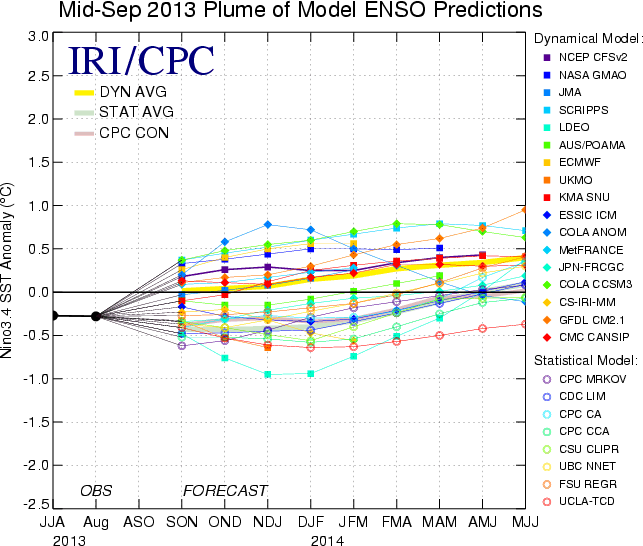 Mid-Sep 2013 Plume of Model ENSO Predictions
IRI/CPC
DYN AVG
STAT AVG
CPC CON
Nino3.4 SST Anomaly (°C)
3.0
2.5
2.0
1.5
1.0
0.5
0.0
-0.5
-1.0
-1.5
-2.0
-2.5
OBS FORECAST
JJA Aug ASO SON OND NDJ DJF JFM FMA MAM AMJ MJJ
2013 2014
Dynamical Model:
NCEP CFSv2
NASA GMAO
JMA
SCRIPPS
LDEO
AUS/POAMA
ECMWF
UKMO
KMA SNU
ESSIC ICM
COLA ANOM
MetFRANCE
JPN-FRCGC
COLA CCSM3
CS-IRI-MM
GFDL CM2.1
CMC CANSIP
Statistical Model:
CPC MRKOV
CDC LIM
CPC CA
CPC CCA
CSU CLIPR
UBC NNET
FSU REGR
UCLA-TCD